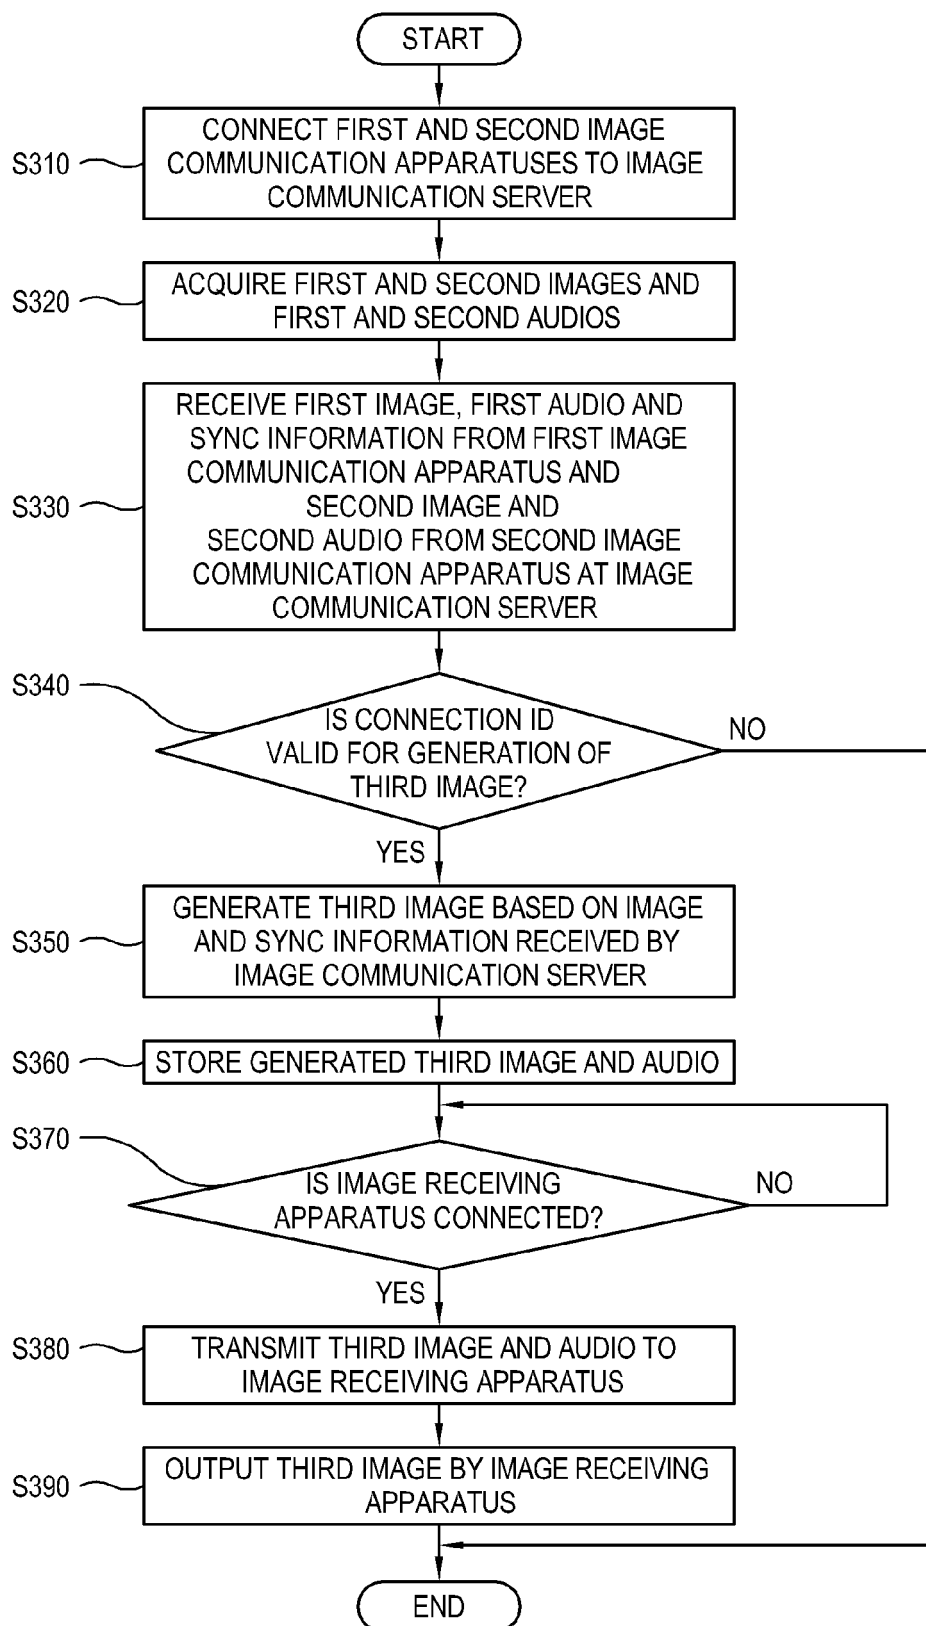 START
S310
CONNECT FIRST AND SECOND IMAGE
COMMUNICATION APPARATUSES TO IMAGE
COMMUNICATION SERVER
S320
ACQUIRE FIRST AND SECOND IMAGES AND
FIRST AND SECOND AUDIOS
S330
RECEIVE FIRST IMAGE, FIRST AUDIO AND
SYNC INFORMATION FROM FIRST IMAGE
COMMUNICATION APPARATUS AND
SECOND IMAGE AND
SECOND AUDIO FROM SECOND IMAGE
COMMUNICATION APPARATUS AT IMAGE
COMMUNICATION SERVER
S340
IS CONNECTION ID
VALID FOR GENERATION OF
THIRD IMAGE?
NO
YES
S350
GENERATE THIRD IMAGE BASED ON IMAGE
AND SYNC INFORMATION RECEIVED BY
IMAGE COMMUNICATION SERVER
S360
STORE GENERATED THIRD IMAGE AND AUDIO
S370
IS IMAGE RECEIVING
APPARATUS CONNECTED?
NO
YES
S380
TRANSMIT THIRD IMAGE AND AUDIO TO
IMAGE RECEIVING APPARATUS
S390
OUTPUT THIRD IMAGE BY IMAGE RECEIVING
APPARATUS
END